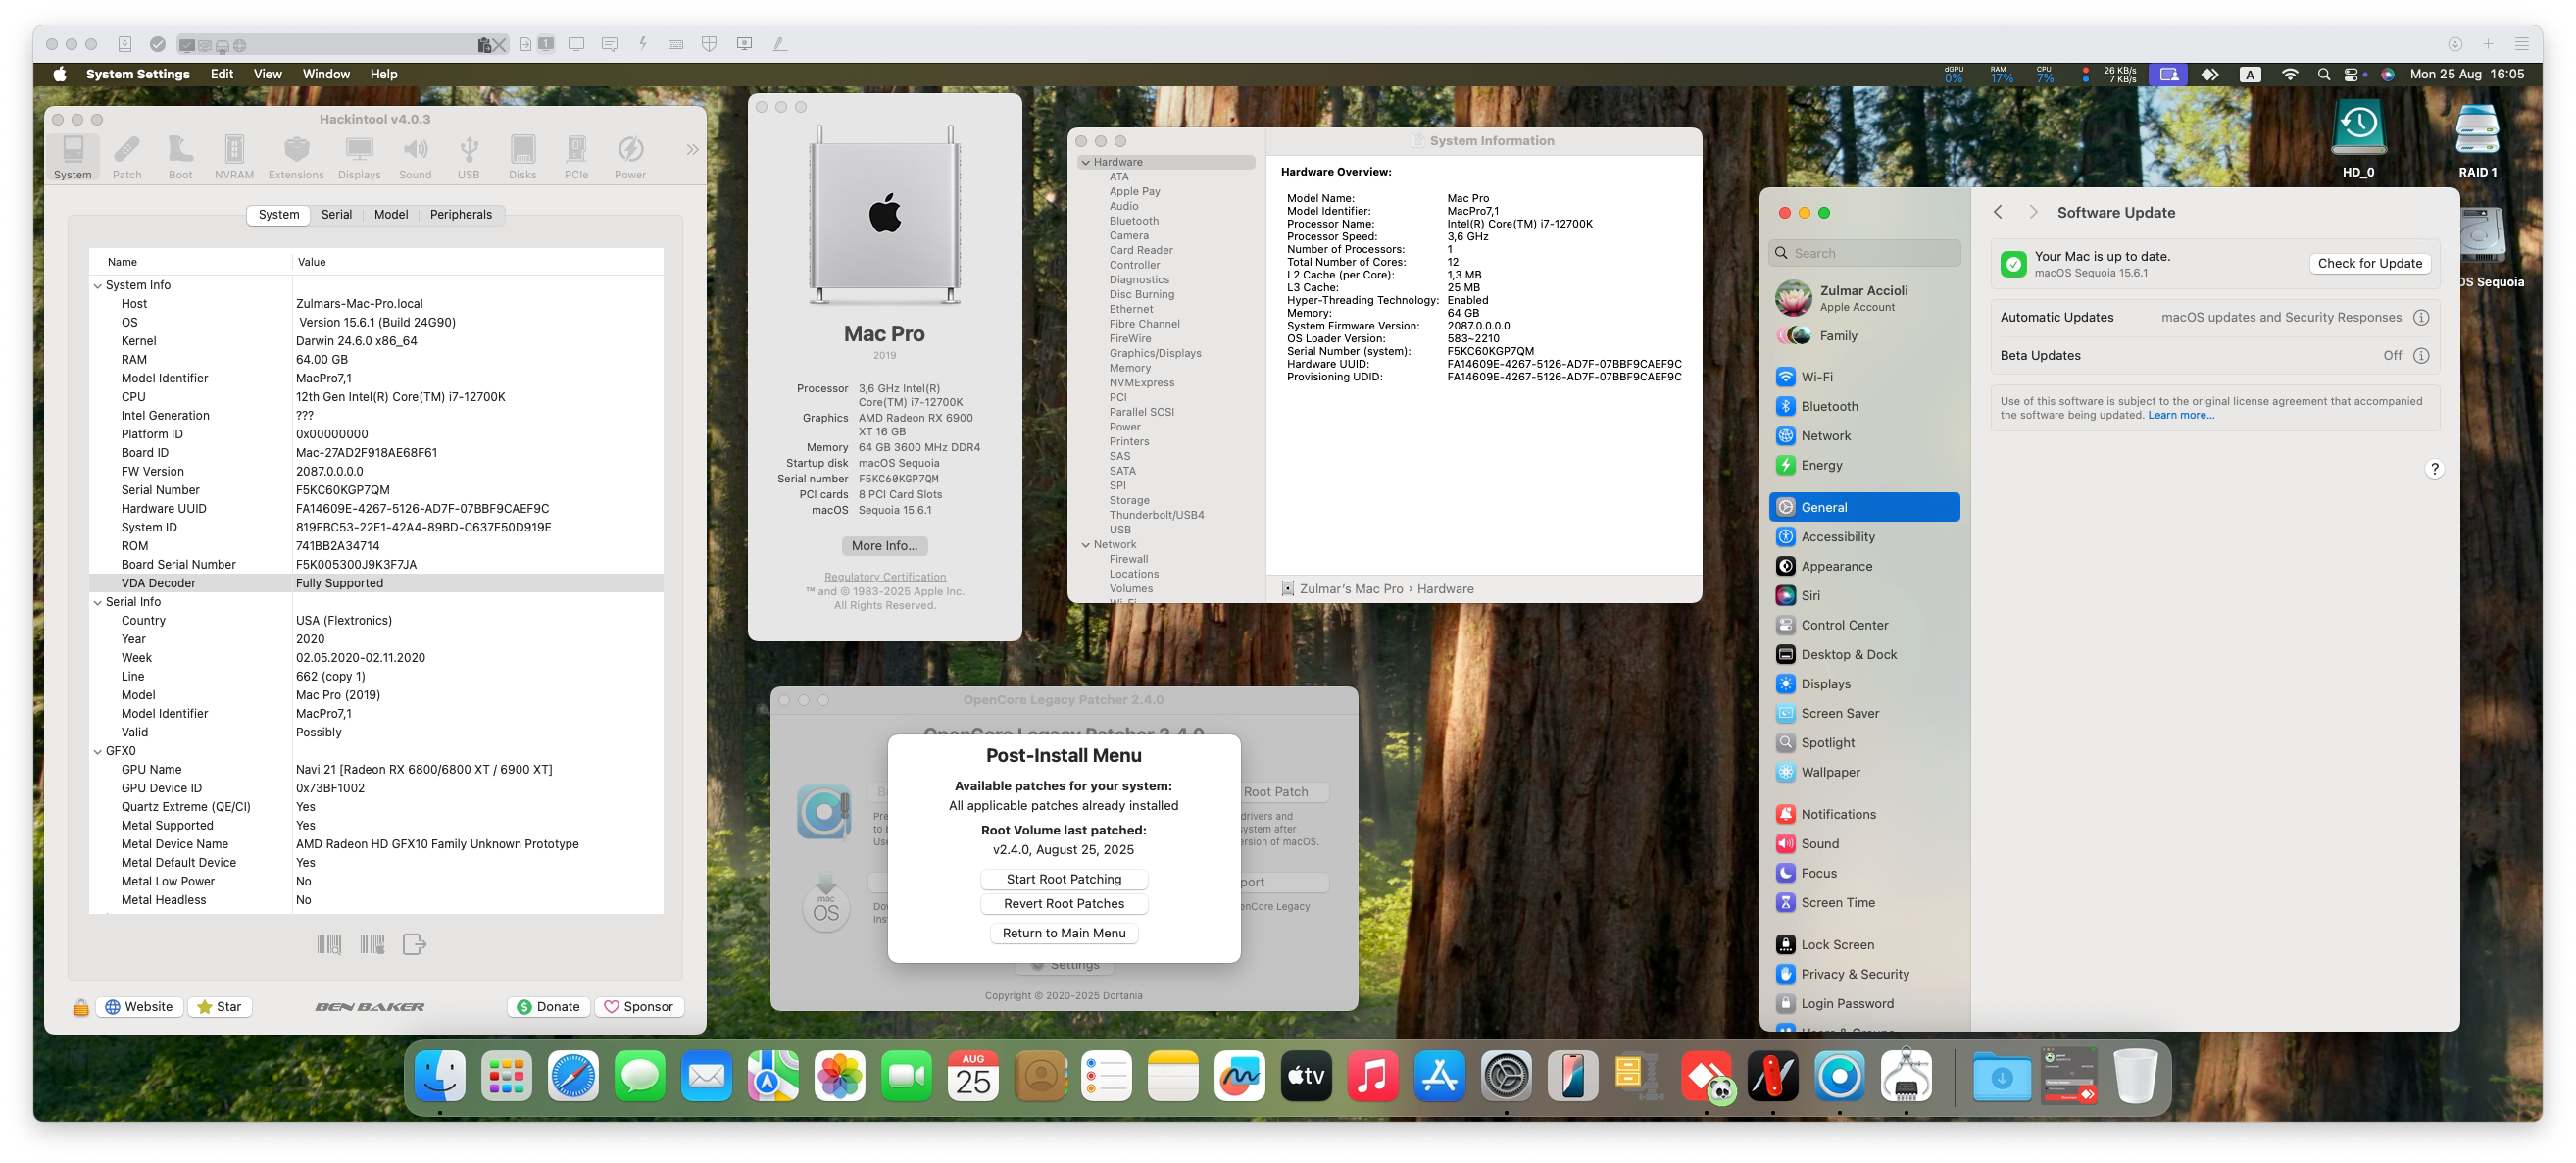 System Settings Edit View Window Help
dGPU 0% RAM 17% CPU 7% 26 KB/s 7 KB/s A Mon 25 Aug 16:05
Hackintool v4.0.3
System Patch Boot NVRAM Extensions Displays Sound USB Disks PCIe Power
System Serial Model Peripherals
Name Value
System Info
Host Zulmars-Mac-Pro.local
OS Version 15.6.1 (Build 24G90)
Kernel Darwin 24.6.0 x86_64
RAM 64.00 GB
Model Identifier MacPro7,1
CPU 12th Gen Intel(R) Core(TM) i7-12700K
Intel Generation ???
Platform ID 0x00000000
Board ID Mac-27AD2F918AE68F61
FW Version 2087.0.0.0.0
Serial Number F5KC60KGP7QM
Hardware UUID FA14609E-4267-5126-AD7F-07BBF9CAEF9C
System ID 819FBC53-22E1-42A4-89BD-C637F50D919E
ROM 741BB2A34714
Board Serial Number F5K005300J9K3F7JA
VDA Decoder Fully Supported
Serial Info
Country USA (Flextronics)
Year 2020
Week 02.05.2020-02.11.2020
Line 662 (copy 1)
Model Mac Pro (2019)
Model Identifier MacPro7,1
Valid Possibly
GFX0
GPU Name Navi 21 [Radeon RX 6800/6800 XT / 6900 XT]
GPU Device ID 0x73BF1002
Quartz Extreme (QE/CI) Yes
Metal Supported Yes
Metal Device Name AMD Radeon HD GFX10 Family Unknown Prototype
Metal Default Device Yes
Metal Low Power No
Metal Headless No
Website Star BEN BAKER Donate Sponsor
Mac Pro
2019
Processor 3,6 GHz Intel(R)
Core(TM) i7-12700K
Graphics AMD Radeon RX 6900
XT 16 GB
Memory 64 GB 3600 MHz DDR4
Startup disk macOS Sequoia
Serial number F5KC60KGP7QM
PCI cards 8 PCI Card Slots
macOS Sequoia 15.6.1
More Info...
Regulatory Certification
™ and © 1983-2025 Apple Inc.
All Rights Reserved.
System Information
Hardware
ATA
Apple Pay
Audio
Bluetooth
Camera
Card Reader
Controller
Diagnostics
Disc Burning
Ethernet
Fibre Channel
FireWire
Graphics/Displays
Memory
NVMExpress
PCI
Parallel SCSI
Power
Printers
SAS
SATA
SPI
Storage
Thunderbolt/USB4
USB
Network
Firewall
Locations
Volumes
Wi-Fi
Hardware Overview:
Model Name: Mac Pro
Model Identifier: MacPro7,1
Processor Name: Intel(R) Core(TM) i7-12700K
Processor Speed: 3,6 GHz
Number of Processors: 1
Total Number of Cores: 12
L2 Cache (per Core): 1,3 MB
L3 Cache: 25 MB
Hyper-Threading Technology: Enabled
Memory: 64 GB
System Firmware Version: 2087.0.0.0.0
OS Loader Version: 583~2210
Serial Number (system): F5KC60KGP7QM
Hardware UUID: FA14609E-4267-5126-AD7F-07BBF9CAEF9C
Provisioning UDID: FA14609E-4267-5126-AD7F-07BBF9CAEF9C
Zulmar's Mac Pro › Hardware
OpenCore Legacy Patcher 2.4.0
OpenCore Legacy Patcher 2.4.0
Root Patch
drivers and
ystem after
ersion of macOS.
port
enCore Legacy
mac
OS
Post-Install Menu
Available patches for your system:
All applicable patches already installed
Root Volume last patched:
v2.4.0, August 25, 2025
Start Root Patching
Revert Root Patches
Return to Main Menu
Settings
Copyright © 2020-2025 Dortania
HD_0
RAID 1
OS Sequoia
Search
Zulmar Accioli
Apple Account
Family
Wi-Fi
Bluetooth
Network
Energy
General
Accessibility
Appearance
Siri
Control Center
Desktop & Dock
Displays
Screen Saver
Spotlight
Wallpaper
Notifications
Sound
Focus
Screen Time
Lock Screen
Privacy & Security
Login Password
Users & Groups
Software Update
Your Mac is up to date.
macOS Sequoia 15.6.1
Check for Update
Automatic Updates macOS updates and Security Responses
Beta Updates Off
Use of this software is subject to the original license agreement that accompanied
the software being updated. Learn more...
?
AUG
25
tv